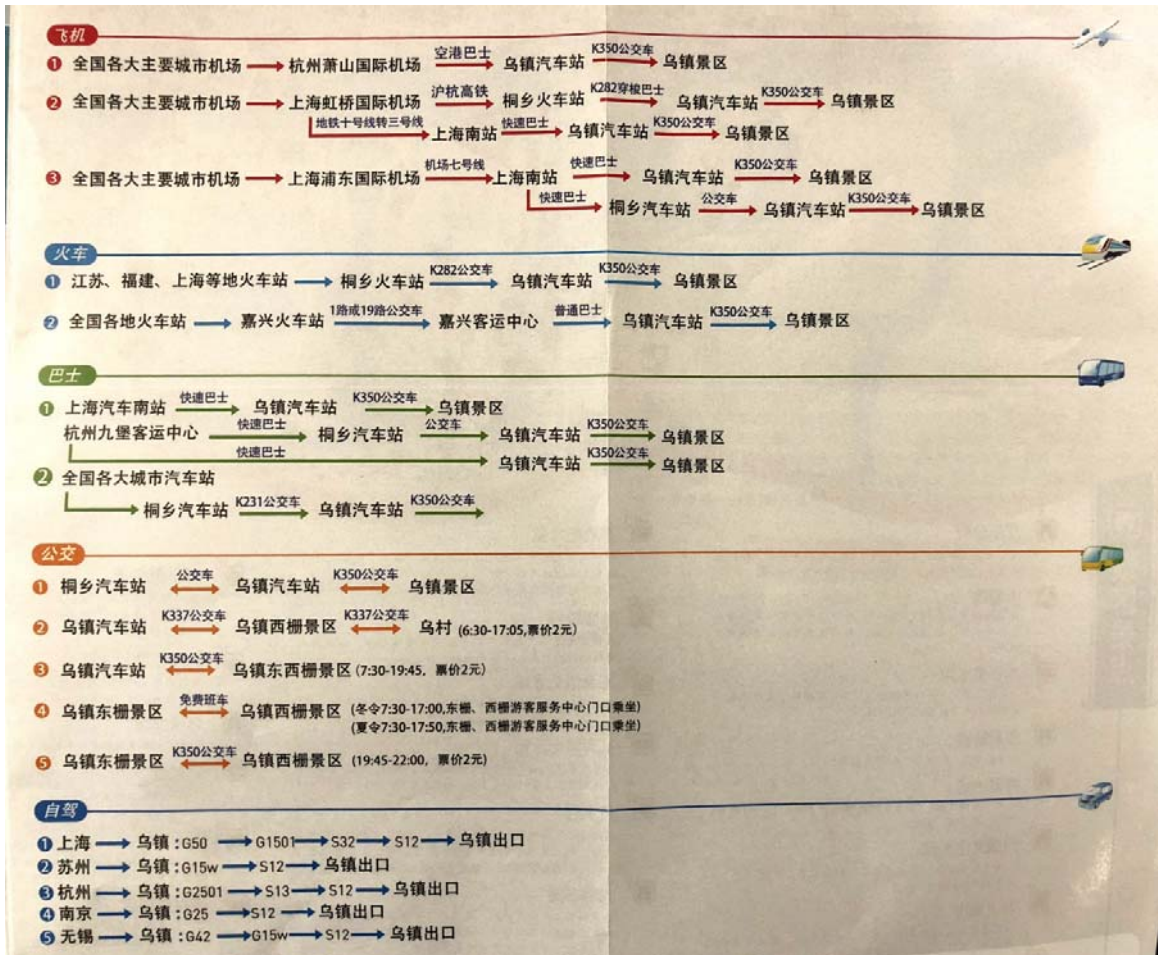 飞机
❶ 全国各大主要城市机场 → 杭州萧山国际机场 空港巴士 → 乌镇汽车站 K350公交车 → 乌镇景区
❷ 全国各大主要城市机场 → 上海虹桥国际机场 沪杭高铁 → 桐乡火车站 K282穿梭巴士 → 乌镇汽车站 K350公交车 → 乌镇景区
地铁十号线转三号线 → 上海南站 快速巴士 → 乌镇汽车站 K350公交车 → 乌镇景区
❸ 全国各大主要城市机场 → 上海浦东国际机场 机场七号线 → 上海南站 快速巴士 → 乌镇汽车站 K350公交车 → 乌镇景区
快速巴士 → 桐乡汽车站 公交车 → 乌镇汽车站 K350公交车 → 乌镇景区
火车
❶ 江苏、福建、上海等地火车站 → 桐乡火车站 K282公交车 → 乌镇汽车站 K350公交车 → 乌镇景区
❷ 全国各地火车站 → 嘉兴火车站 1路或19路公交车 → 嘉兴客运中心 普通巴士 → 乌镇汽车站 K350公交车 → 乌镇景区
巴士
❶ 上海汽车南站 快速巴士 → 乌镇汽车站 K350公交车 → 乌镇景区
杭州九堡客运中心 快速巴士 → 桐乡汽车站 公交车 → 乌镇汽车站 K350公交车 → 乌镇景区
快速巴士 → 乌镇汽车站 K350公交车 → 乌镇景区
❷ 全国各大城市汽车站
→ 桐乡汽车站 K231公交车 → 乌镇汽车站 K350公交车 →
公交
❶ 桐乡汽车站 公交车 ↔ 乌镇汽车站 K350公交车 ↔ 乌镇景区
❷ 乌镇汽车站 K337公交车 ↔ 乌镇西栅景区 K337公交车 ↔ 乌村 (6:30-17:05,票价2元)
❸ 乌镇汽车站 K350公交车 ↔ 乌镇东西栅景区 (7:30-19:45, 票价2元)
❹ 乌镇东栅景区 免费班车 ↔ 乌镇西栅景区 (冬令7:30-17:00,东栅、西栅游客服务中心门口乘坐)
(夏令7:30-17:50,东栅、西栅游客服务中心门口乘坐)
❺ 乌镇东栅景区 K350公交车 ↔ 乌镇西栅景区 (19:45-22:00, 票价2元)
自驾
❶ 上海 → 乌镇:G50 → G1501 → S32 → S12 → 乌镇出口
❷ 苏州 → 乌镇:G15w → S12 → 乌镇出口
❸ 杭州 → 乌镇:G2501 → S13 → S12 → 乌镇出口
❹ 南京 → 乌镇:G25 → S12 → 乌镇出口
❺ 无锡 → 乌镇:G42 → G15w → S12 → 乌镇出口